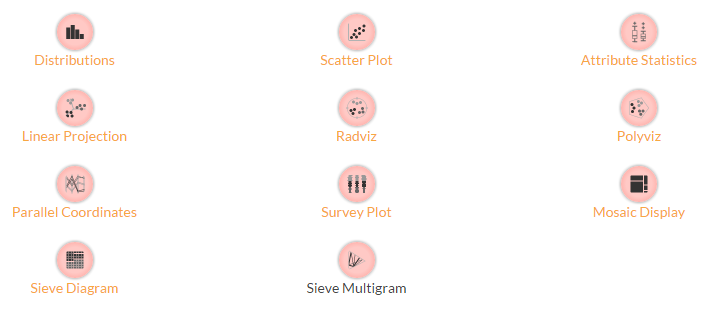 Distributions
Scatter Plot
Attribute Statistics
Linear Projection
Radviz
Polyviz
Parallel Coordinates
Survey Plot
Mosaic Display
Sieve Diagram
Sieve Multigram